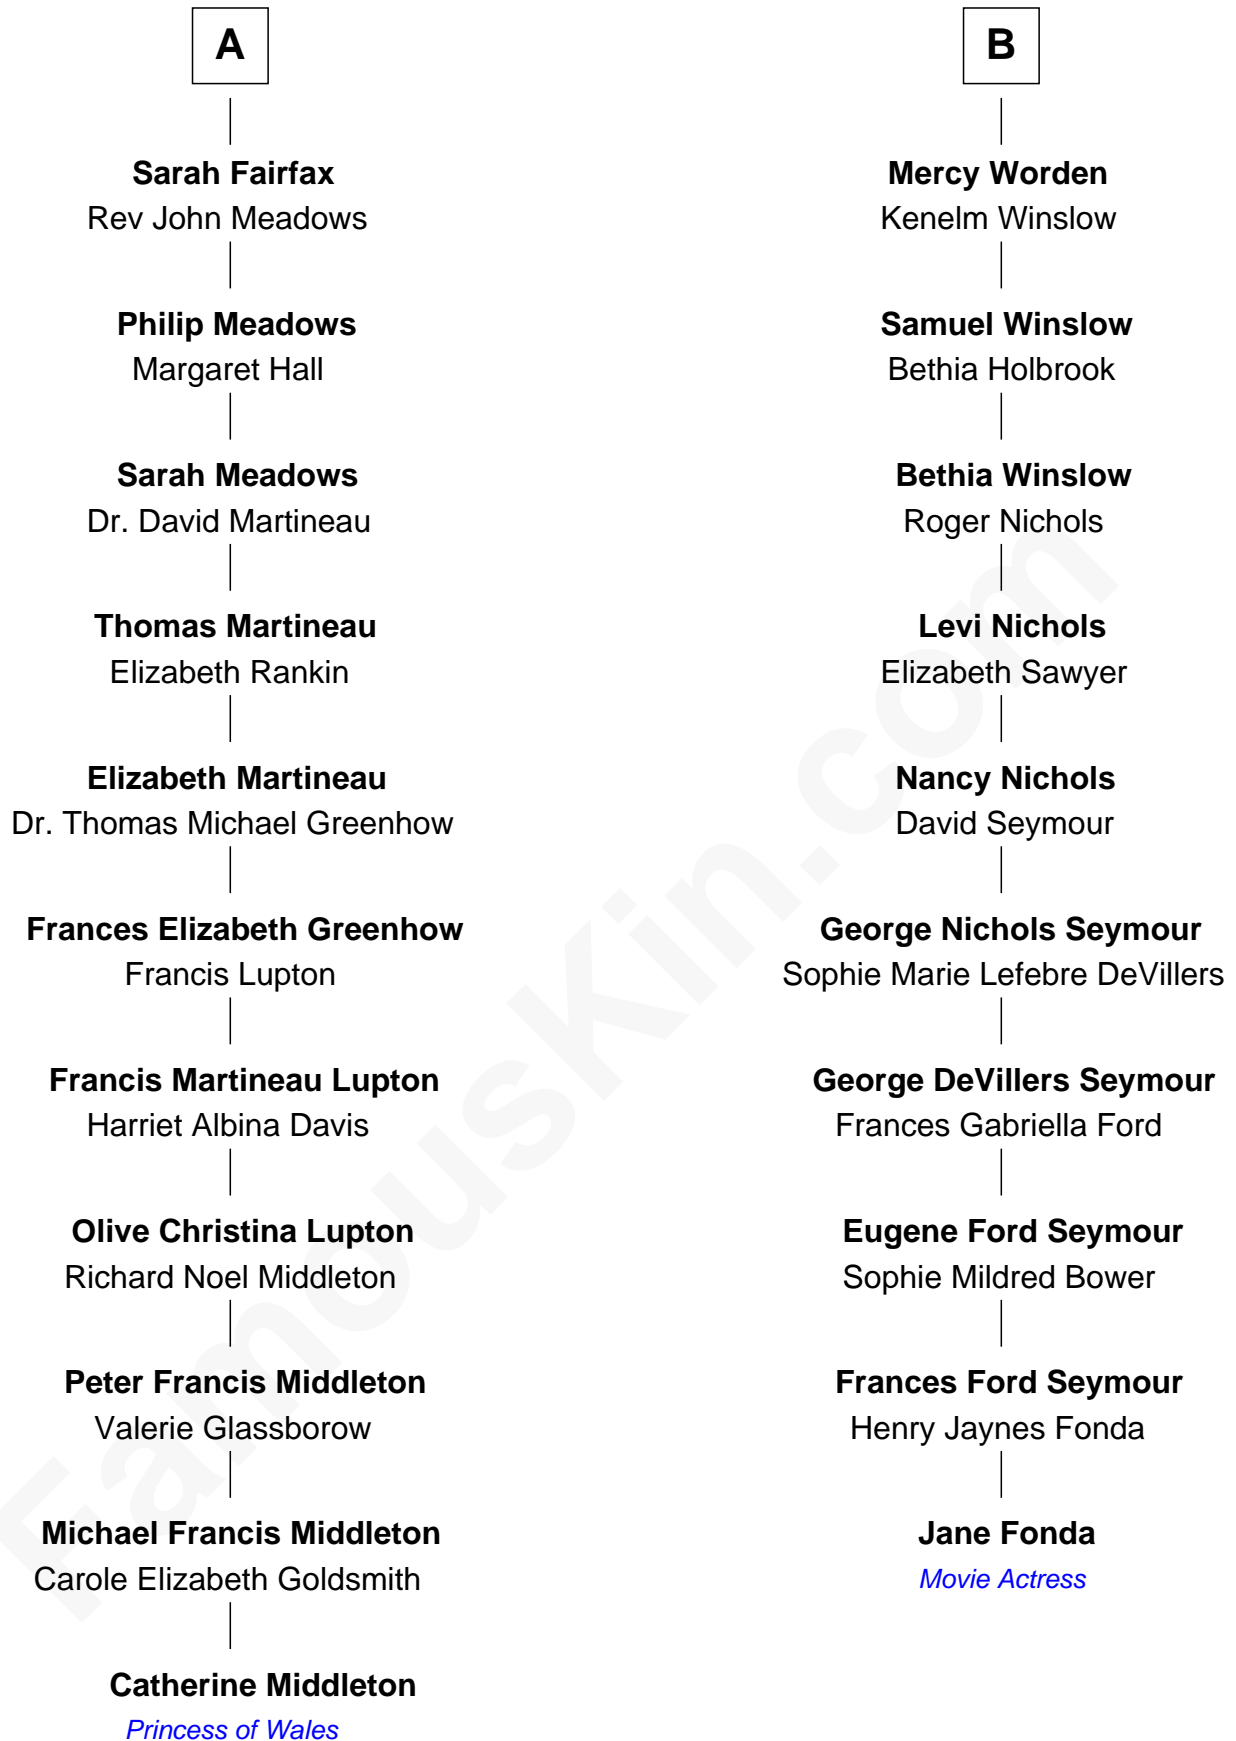 A
Sarah Fairfax
Rev John Meadows
Philip Meadows
Margaret Hall
Sarah Meadows
Dr. David Martineau
Thomas Martineau
Elizabeth Rankin
Elizabeth Martineau
Dr. Thomas Michael Greenhow
Frances Elizabeth Greenhow
Francis Lupton
Francis Martineau Lupton
Harriet Albina Davis
Olive Christina Lupton
Richard Noel Middleton
Peter Francis Middleton
Valerie Glassborow
Michael Francis Middleton
Carole Elizabeth Goldsmith
Catherine Middleton
Princess of Wales
B
Mercy Worden
Kenelm Winslow
Samuel Winslow
Bethia Holbrook
Bethia Winslow
Roger Nichols
Levi Nichols
Elizabeth Sawyer
Nancy Nichols
David Seymour
George Nichols Seymour
Sophie Marie Lefebre DeVillers
George DeVillers Seymour
Frances Gabriella Ford
Eugene Ford Seymour
Sophie Mildred Bower
Frances Ford Seymour
Henry Jaynes Fonda
Jane Fonda
Movie Actress
FamousKin.com